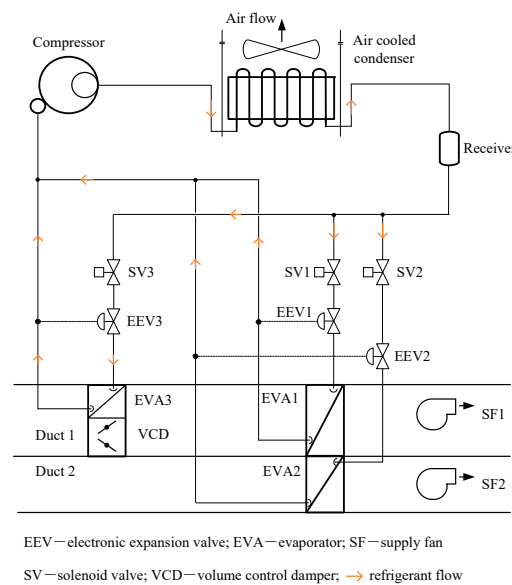 Air flow
Compressor
Air cooled
condenser
Receiver
SV3
SV1
SV2
EEV3
EEV1
EEV2
EVA3
EVA1
SF1
Duct 1
VCD
Duct 2
EVA2
SF2
EEV－electronic expansion valve; EVA－evaporator; SF－supply fan
SV－solenoid valve; VCD－volume control damper; → refrigerant flow